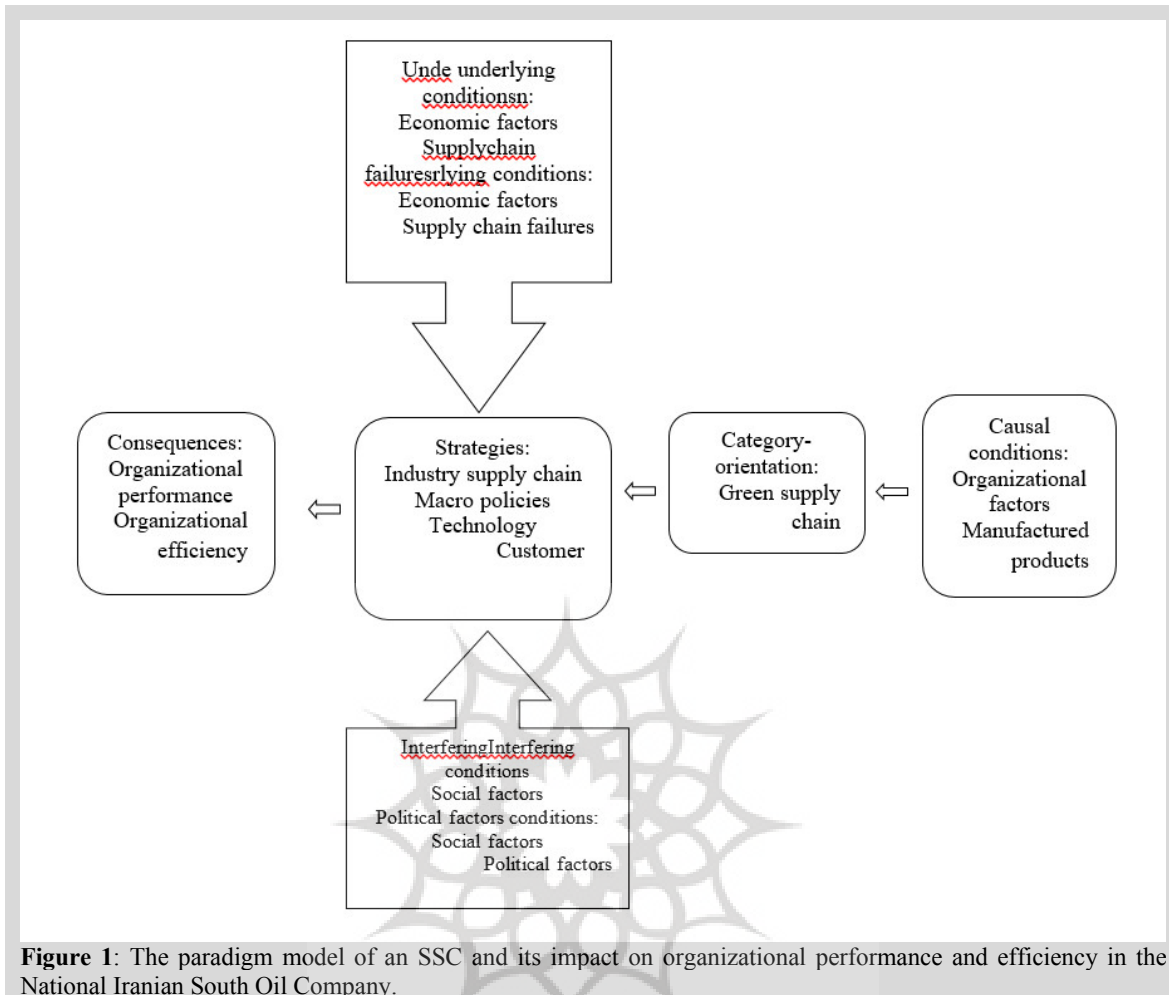 Unde underlying
conditionsn:
Economic factors
Supplychain
failuresrlying conditions:
Economic factors
Supply chain failures
Consequences:
Organizational
performance
Organizational
efficiency
Strategies:
Industry supply chain
Macro policies
Technology
Customer
Category-
orientation:
Green supply
chain
Causal
conditions:
Organizational
factors
Manufactured
products
InterferingInterfering
conditions
Social factors
Political factors conditions:
Social factors
Political factors
Figure 1: The paradigm model of an SSC and its impact on organizational performance and efficiency in the
National Iranian South Oil Company.